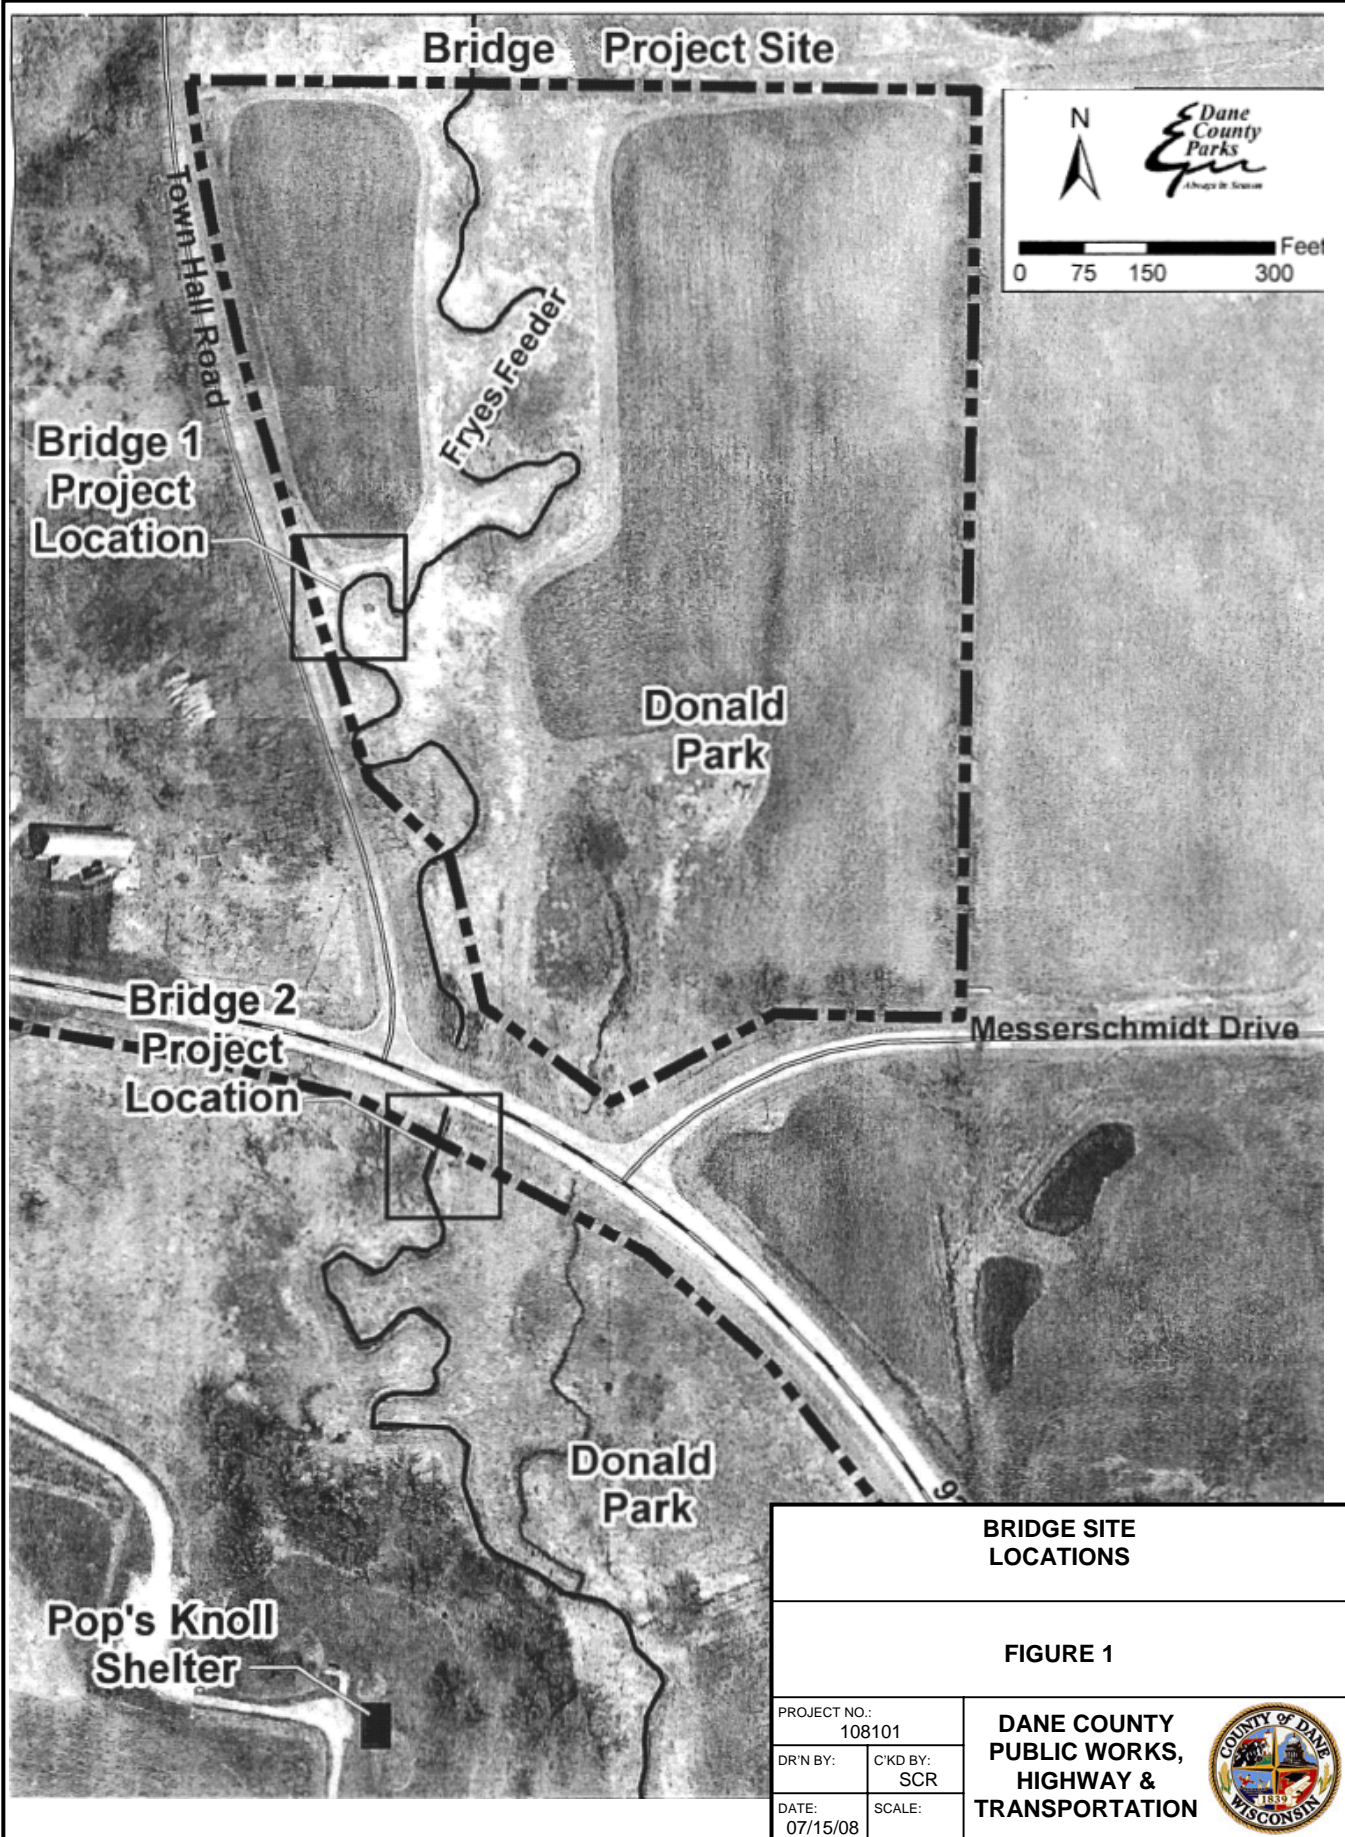 Bridge Project Site
N
Dane
County
Parks
Always in Season
Feet
0 75 150 300
Town Hall Road
Fryes Feeder
Bridge 1
Project
Location
Donald
Park
Bridge 2
Project
Location
Messerschmidt Drive
Donald
Park
Pop's Knoll
Shelter
BRIDGE SITE
LOCATIONS
FIGURE 1
PROJECT NO.:
108101
DR'N BY:
C'KD BY:
SCR
DATE:
07/15/08
SCALE:
DANE COUNTY
PUBLIC WORKS,
HIGHWAY &
TRANSPORTATION
COUNTY OF DANE
1839
WISCONSIN